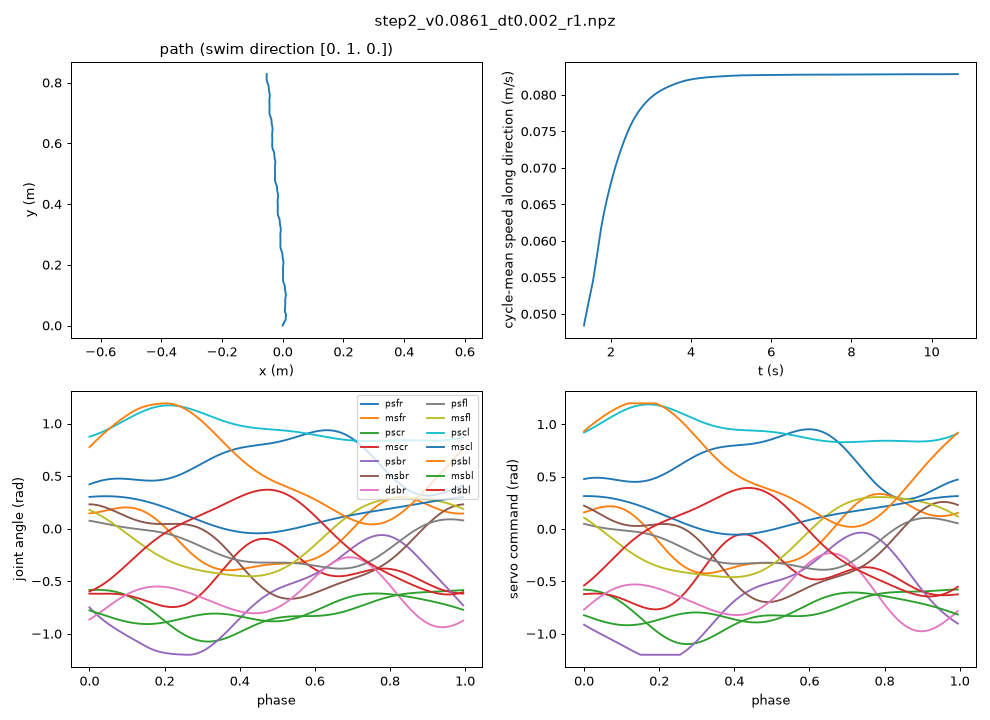 step2_v0.0861_dt0.002_r1.npz
path (swim direction [0. 1. 0.])
y (m)
0.8
0.6
0.4
0.2
0.0
−0.6 −0.4 −0.2 0.0 0.2 0.4 0.6
x (m)
cycle-mean speed along direction (m/s)
0.080
0.075
0.070
0.065
0.060
0.055
0.050
2 4 6 8 10
t (s)
joint angle (rad)
1.0
0.5
0.0
−0.5
−1.0
psfr psfl
msfr msfl
pscr pscl
mscr mscl
psbr psbl
msbr msbl
dsbr dsbl
0.0 0.2 0.4 0.6 0.8 1.0
phase
servo command (rad)
1.0
0.5
0.0
−0.5
−1.0
0.0 0.2 0.4 0.6 0.8 1.0
phase